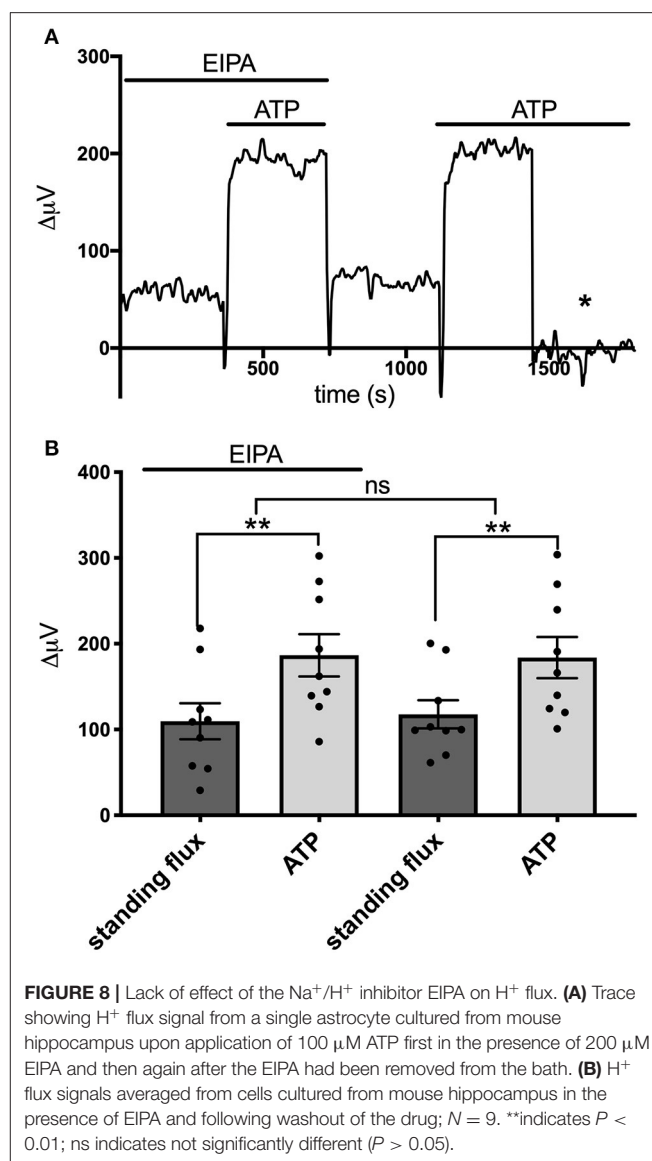 A
300
EIPA
ATP
ATP
200
ΔμV
100
*
0
500
1000
1500
time (s)
B
400
EIPA
ns
**
**
300
ΔμV
200
100
0
standing flux
ATP
standing flux
ATP
FIGURE 8 | Lack of effect of the Na⁺/H⁺ inhibitor EIPA on H⁺ flux. (A) Trace
showing H⁺ flux signal from a single astrocyte cultured from mouse
hippocampus upon application of 100 μM ATP first in the presence of 200 μM
EIPA and then again after the EIPA had been removed from the bath. (B) H⁺
flux signals averaged from cells cultured from mouse hippocampus in the
presence of EIPA and following washout of the drug; N = 9. **indicates P <
0.01; ns indicates not significantly different (P > 0.05).